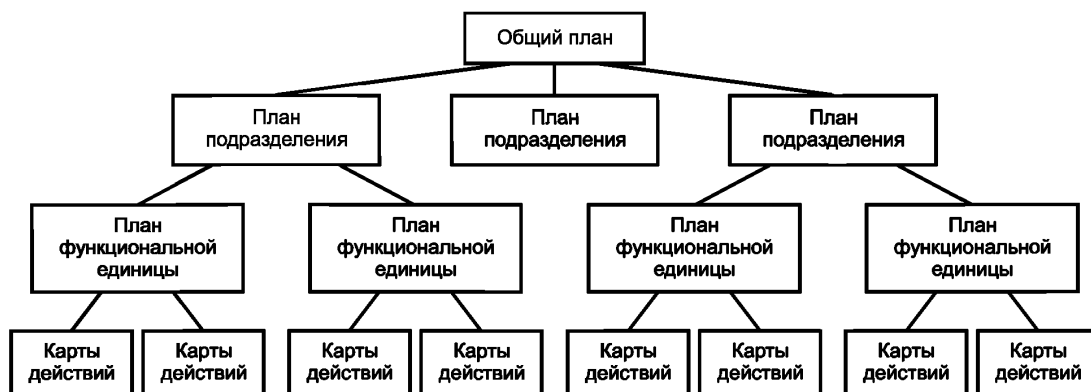 Общий план
План
подразделения
План
подразделения
План
подразделения
План
функциональной
единицы
План
функциональной
единицы
План
функциональной
единицы
План
функциональной
единицы
Карты
действий
Карты
действий
Карты
действий
Карты
действий
Карты
действий
Карты
действий
Карты
действий
Карты
действий